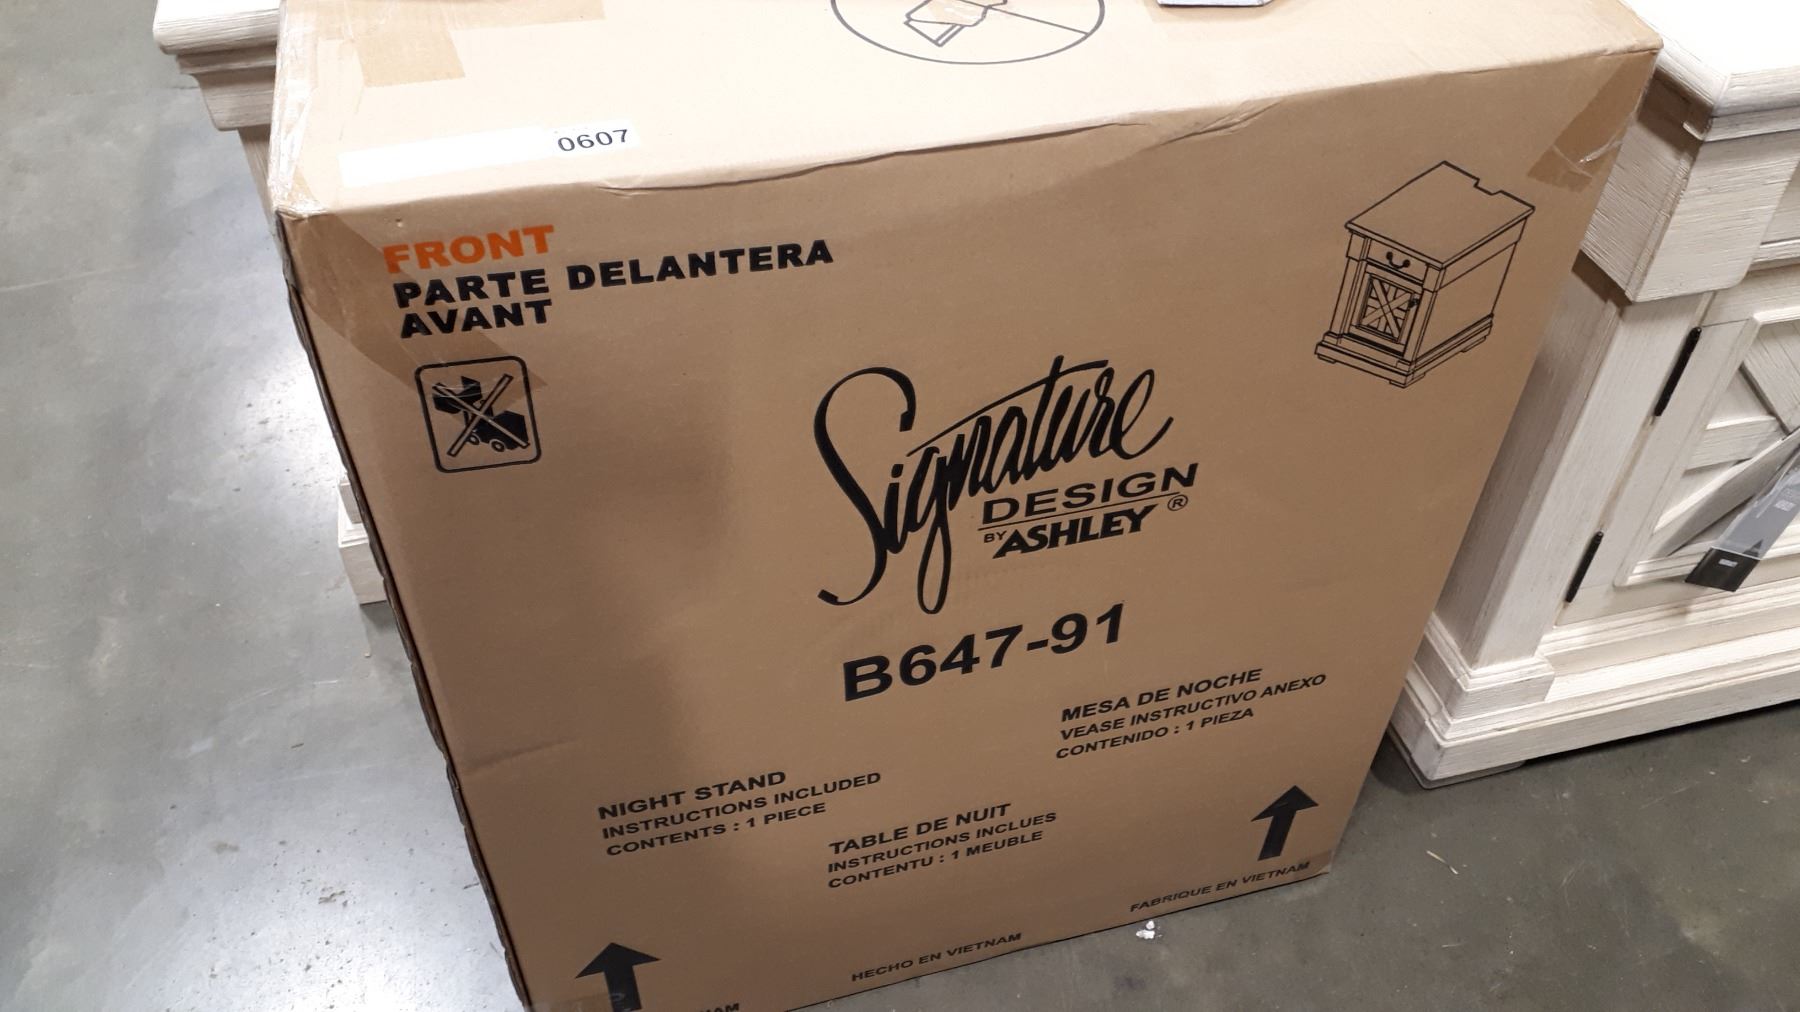 0607
FRONT
PARTE DELANTERA
AVANT
Signature
DESIGN
BY ASHLEY ®
B647-91
MESA DE NOCHE
VEASE INSTRUCTIVO ANEXO
CONTENIDO : 1 PIEZA
NIGHT STAND
INSTRUCTIONS INCLUDED
CONTENTS : 1 PIECE
TABLE DE NUIT
INSTRUCTIONS INCLUES
CONTENTU : 1 MEUBLE
FABRIQUE EN VIETNAM
HECHO EN VIETNAM